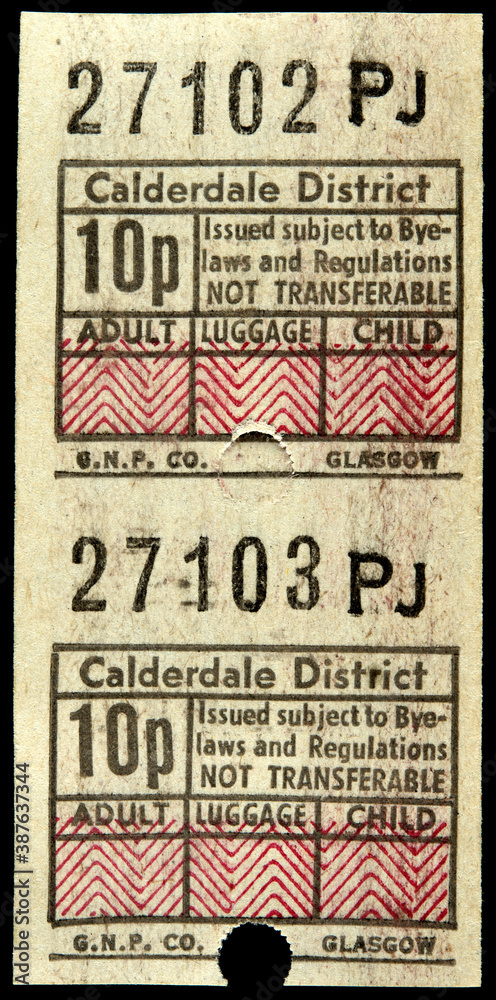 27102 PJ
Calderdale District
10p
Issued subject to Bye-
laws and Regulations
NOT TRANSFERABLE
ADULT LUGGAGE CHILD
G.N.P. CO. GLASGOW
27103 PJ
Calderdale District
10p
Issued subject to Bye-
laws and Regulations
NOT TRANSFERABLE
ADULT LUGGAGE CHILD
G.N.P. CO. GLASGOW
Adobe Stock | #387637344